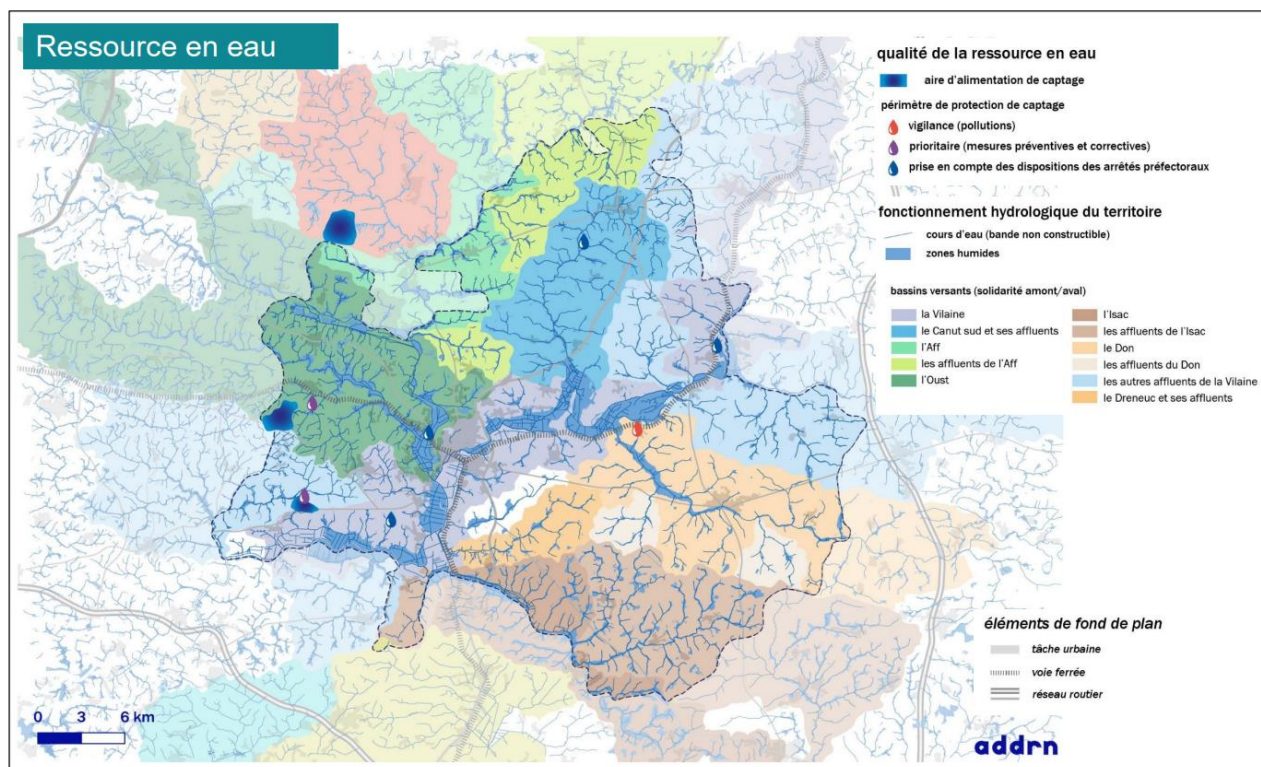 Ressource en eau
qualité de la ressource en eau
aire d'alimentation de captage
périmètre de protection de captage
vigilance (pollutions)
prioritaire (mesures préventives et correctives)
prise en compte des dispositions des arrêtés préfectoraux
fonctionnement hydrologique du territoire
cours d'eau (bande non constructible)
zones humides
bassins versants (solidarité amont/aval)
la Vilaine
le Canut sud et ses affluents
l'Aff
les affluents de l'Aff
l'Oust
l'Isac
les affluents de l'Isac
le Don
les affluents du Don
les autres affluents de la Vilaine
le Dreneuc et ses affluents
éléments de fond de plan
tâche urbaine
voie ferrée
réseau routier
0 3 6 km
addrn